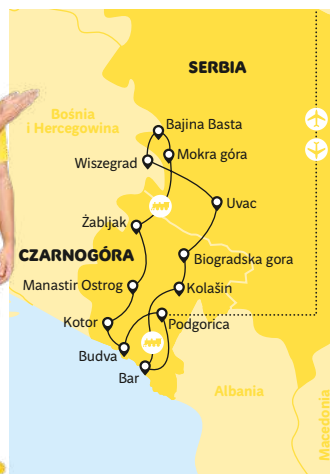 SERBIA
Bośnia
i Hercegowina
Bajina Basta
Mokra góra
Wiszegrad
Uvac
Żabljak
CZARNOGÓRA
Biogradska gora
Manastir Ostrog
Kolašin
Kotor
Podgorica
Budva
Bar
Albania
Macedonia